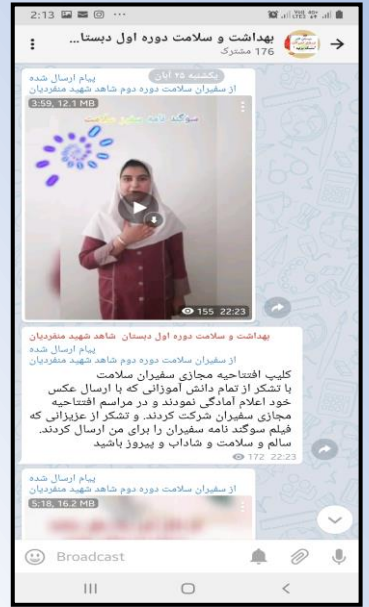 2:13
بهداشت و سلامت دوره اول دبستا...
176 مشترک
یکشنبه ۲۵ آبان
پیام ارسال شده
از سفیران سلامت دوره دوم شاهد شهید منفردیان
3:59, 12.1 MB
سوگند نامه سفیر سلامت
155 22:23
بهداشت و سلامت دوره اول دبستان شاهد شهید منفردیان
پیام ارسال شده
از سفیران سلامت دوره دوم شاهد شهید منفردیان
کلیپ افتتاحیه مجازی سفیران سلامت
با تشکر از تمام دانش آموزانی که با ارسال عکس
خود اعلام آمادگی نمودند و در مراسم افتتاحیه
مجازی سفیران شرکت کردند. و تشکر از عزیزانی که
فیلم سوگند نامه سفیران را برای من ارسال کردند.
سالم و سلامت و شاداب و پیروز باشید
172 22:23
پیام ارسال شده
از سفیران سلامت دوره دوم شاهد شهید منفردیان
5:18, 16.2 MB
Broadcast